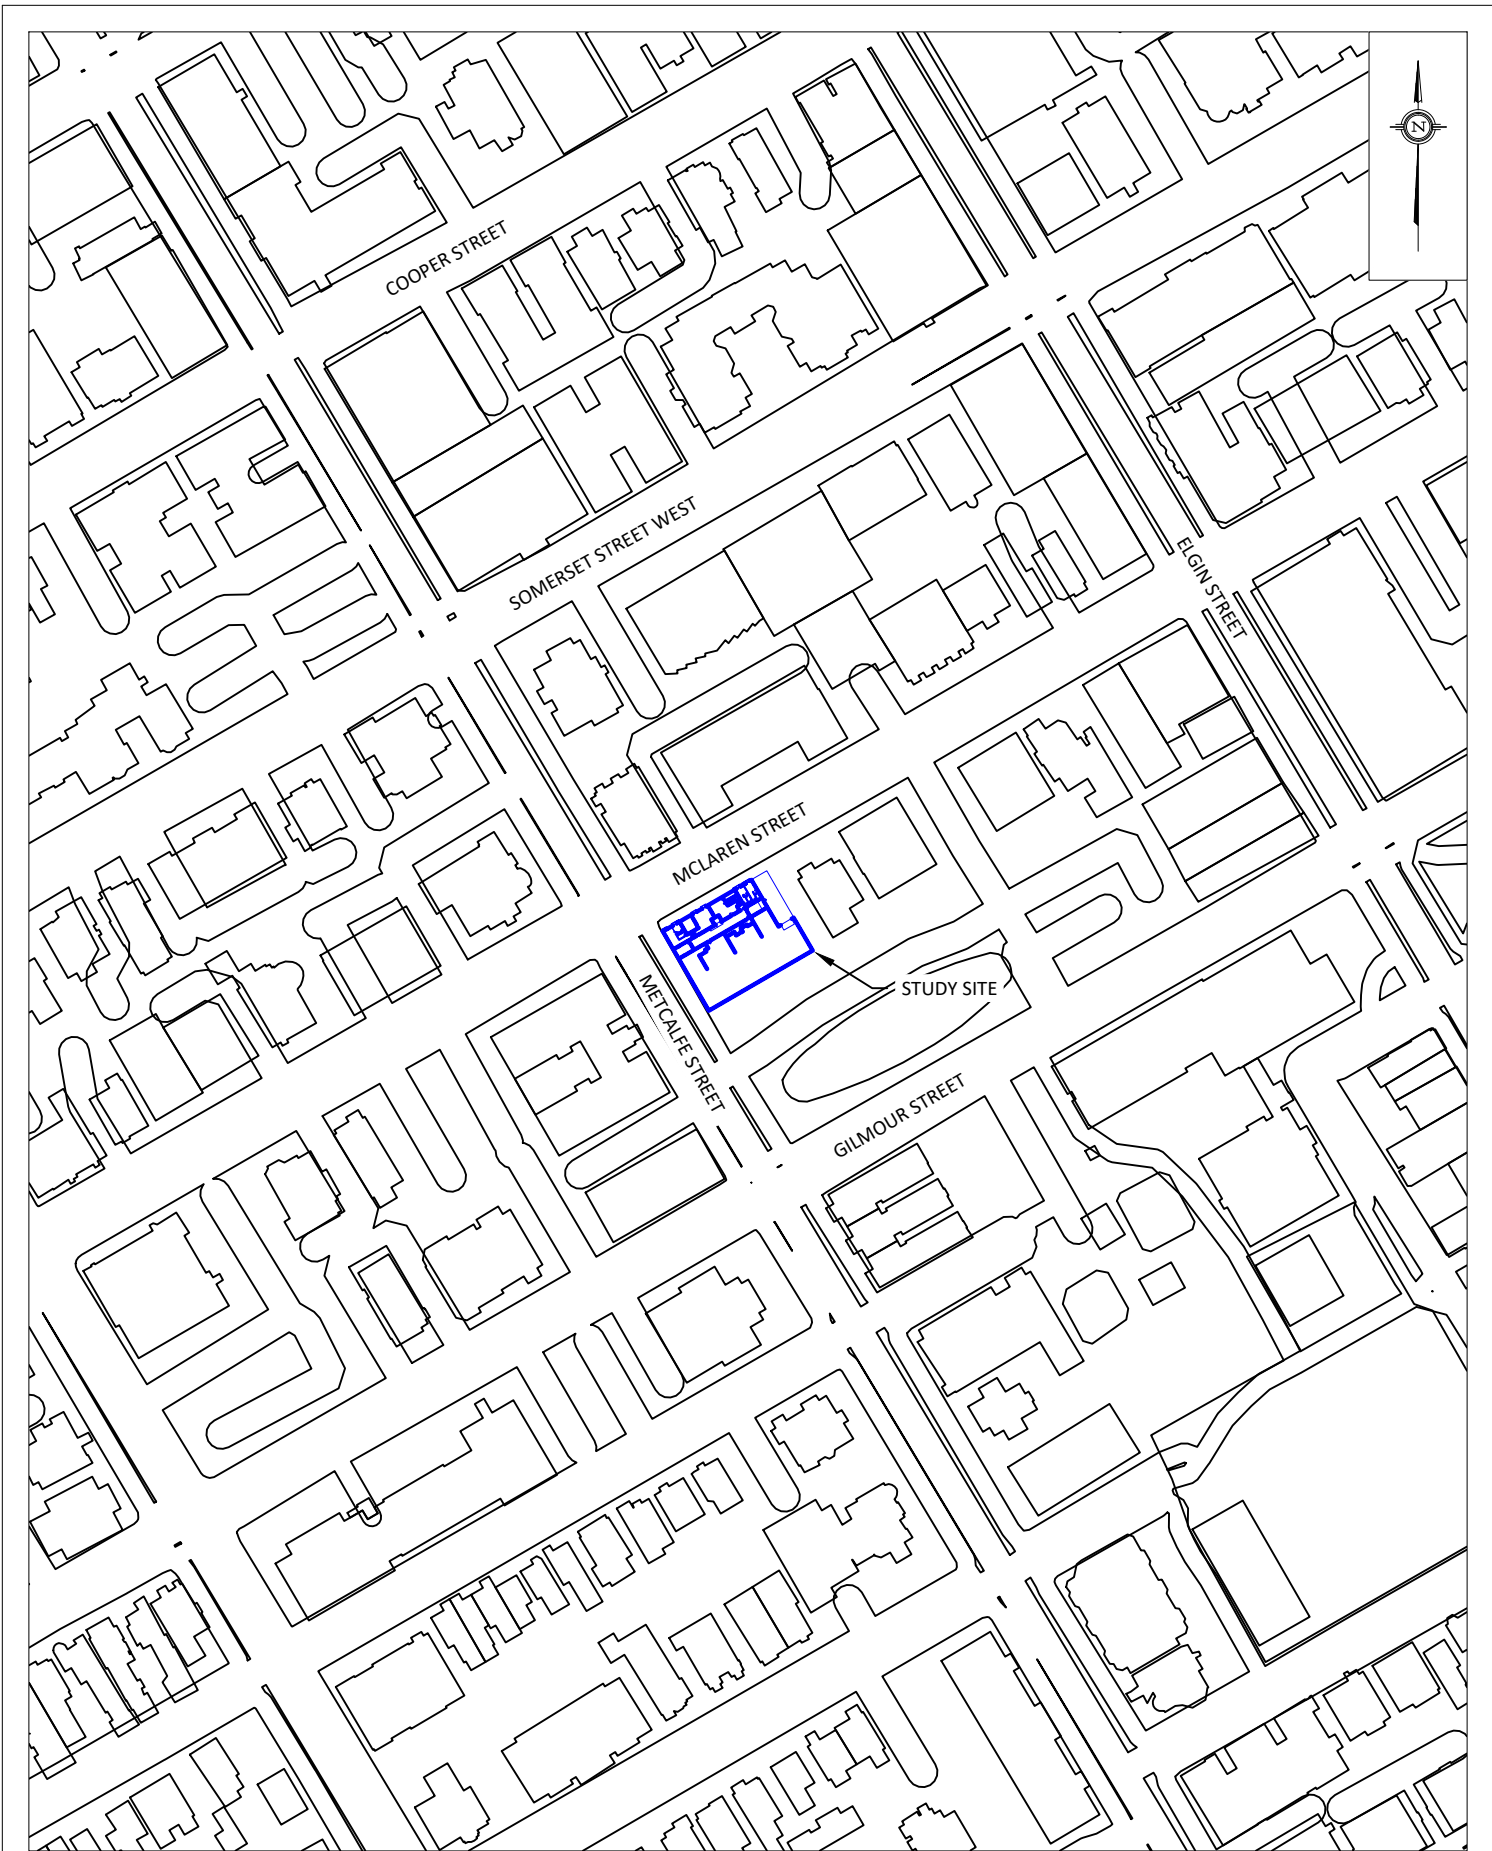 N
COOPER STREET
SOMERSET STREET WEST
ELGIN STREET
MCLAREN STREET
STUDY SITE
METCALFE STREET
GILMOUR STREET